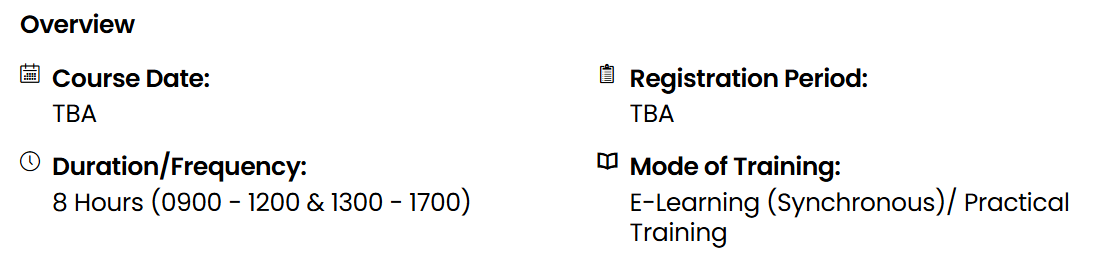 Overview
Course Date:
TBA
Registration Period:
TBA
Duration/Frequency:
8 Hours (0900 - 1200 & 1300 - 1700)
Mode of Training:
E-Learning (Synchronous)/ Practical
Training